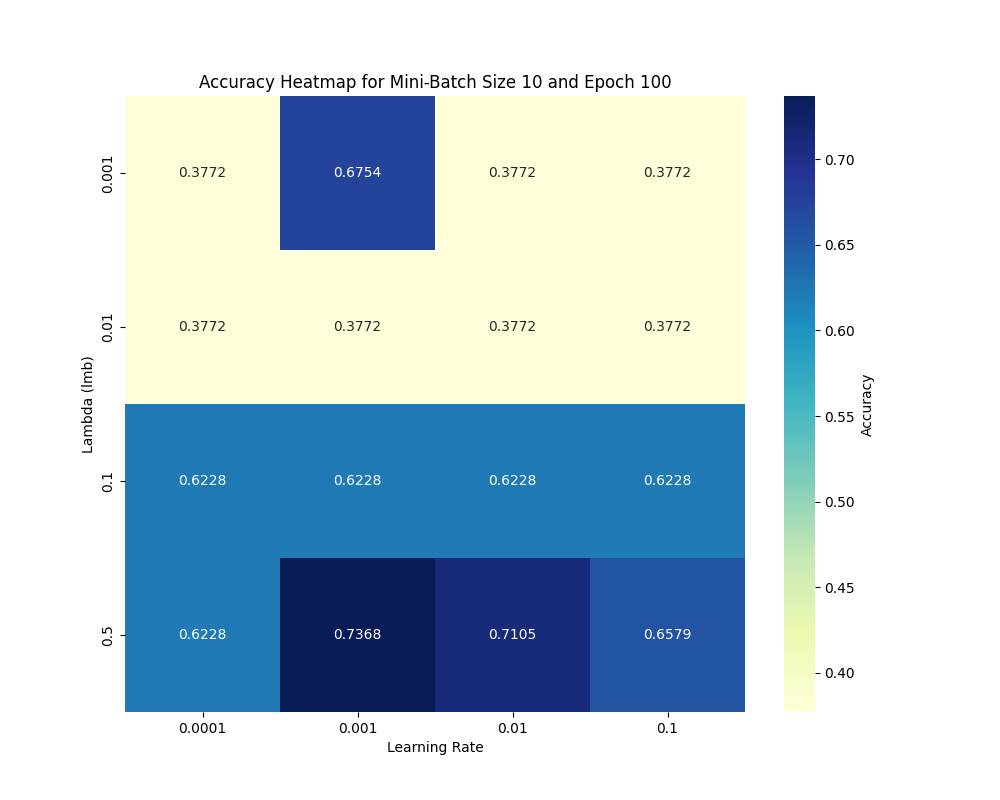 Accuracy Heatmap for Mini-Batch Size 10 and Epoch 100
0.001
0.3772 0.6754 0.3772 0.3772
0.01
0.3772 0.3772 0.3772 0.3772
0.1
0.6228 0.6228 0.6228 0.6228
0.5
0.6228 0.7368 0.7105 0.6579
Lambda (lmb)
0.0001 0.001 0.01 0.1
Learning Rate
0.70
0.65
0.60
0.55
0.50
0.45
0.40
Accuracy